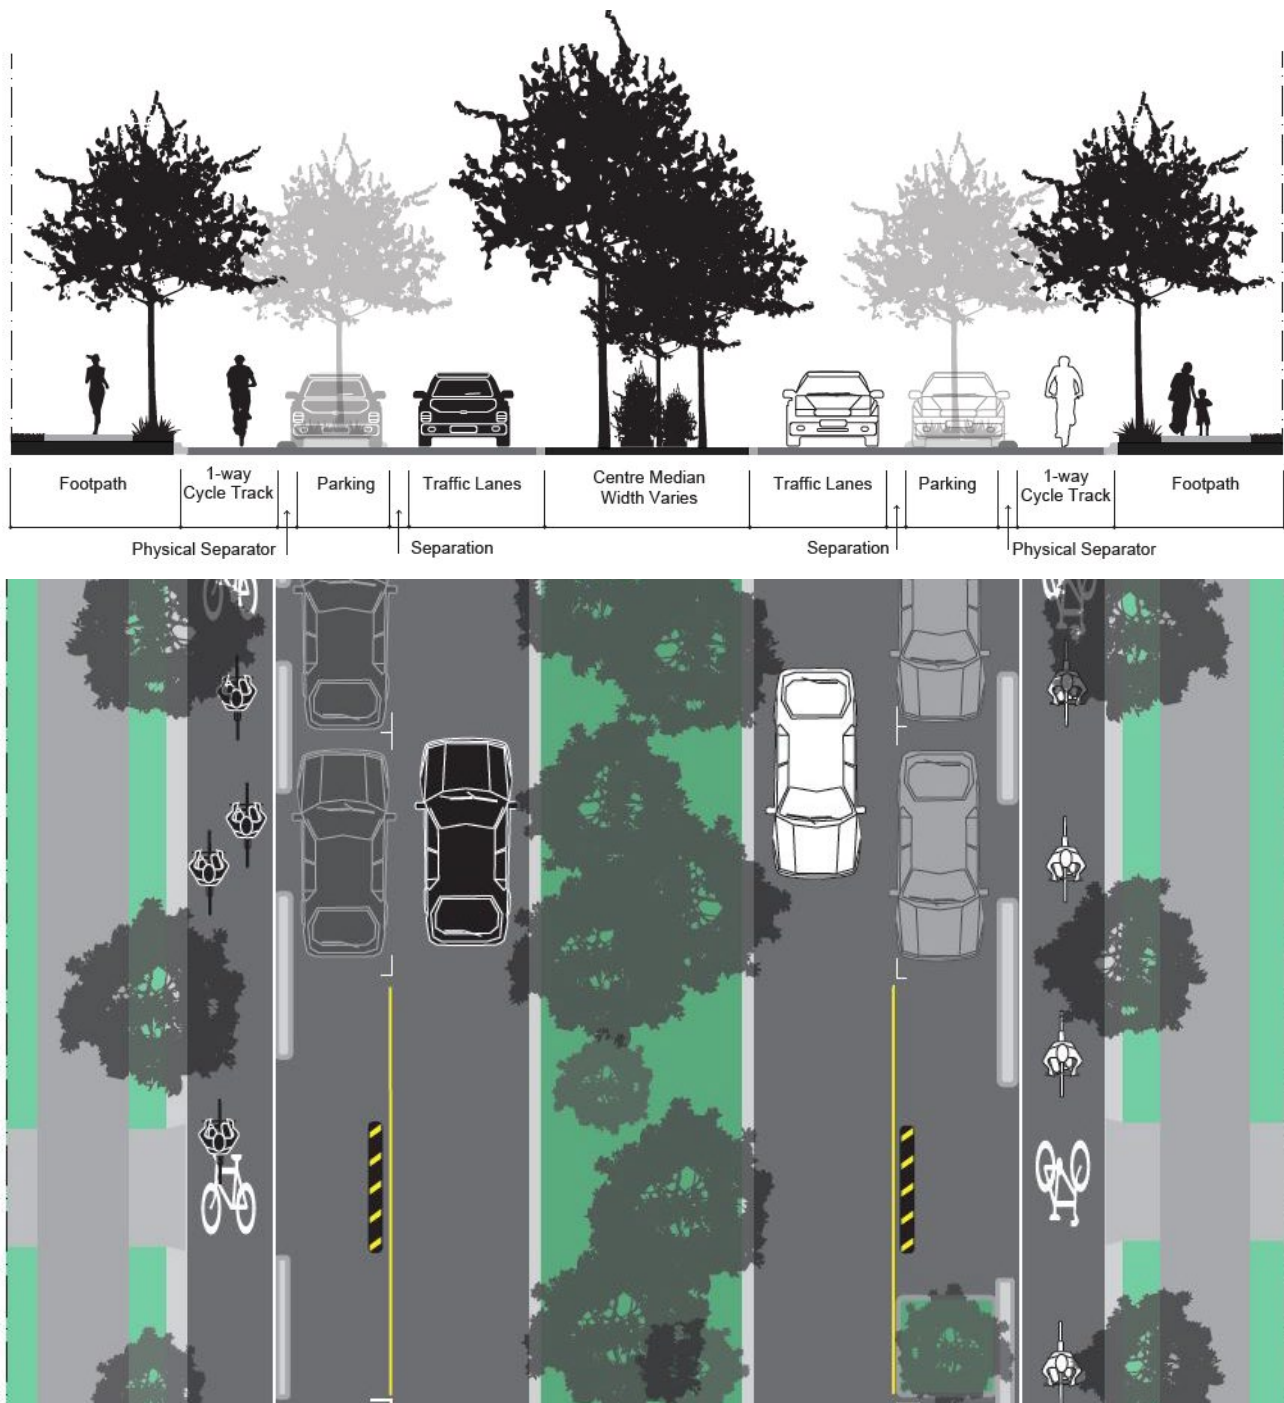 Footpath
1-way
Cycle Track
Parking
Traffic Lanes
Centre Median
Width Varies
Traffic Lanes
Parking
1-way
Cycle Track
Footpath
Physical Separator
Separation
Separation
Physical Separator